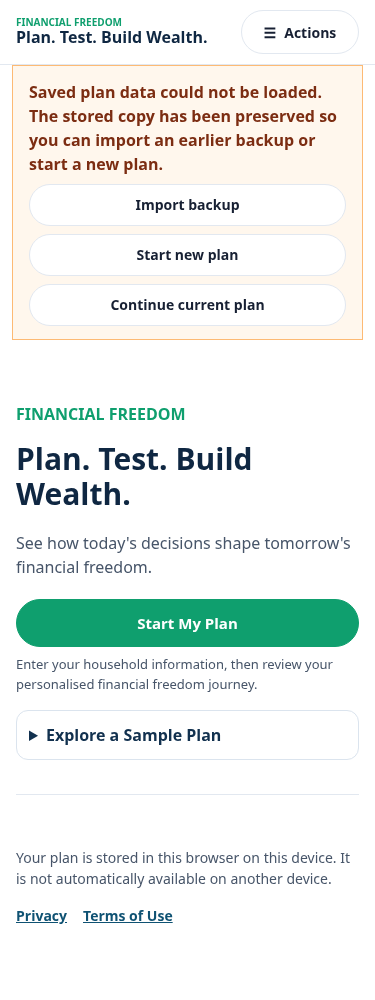 FINANCIAL FREEDOM
Plan. Test. Build Wealth.
☰ Actions
Saved plan data could not be loaded.
The stored copy has been preserved so
you can import an earlier backup or
start a new plan.
Import backup
Start new plan
Continue current plan
FINANCIAL FREEDOM
Plan. Test. Build
Wealth.
See how today's decisions shape tomorrow's
financial freedom.
Start My Plan
Enter your household information, then review your
personalised financial freedom journey.
▶ Explore a Sample Plan
Your plan is stored in this browser on this device. It
is not automatically available on another device.
Privacy Terms of Use